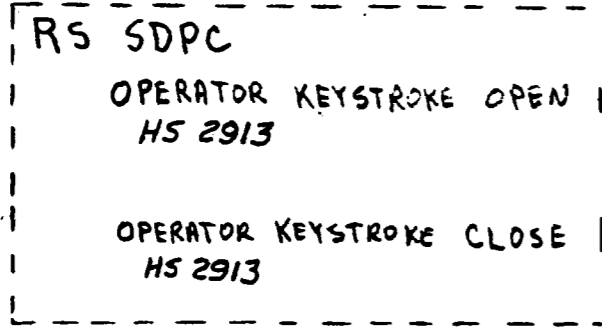 RS SDPC
OPERATOR KEYSTROKE OPEN
HS 2913
OPERATOR KEYSTROKE CLOSE
HS 2913